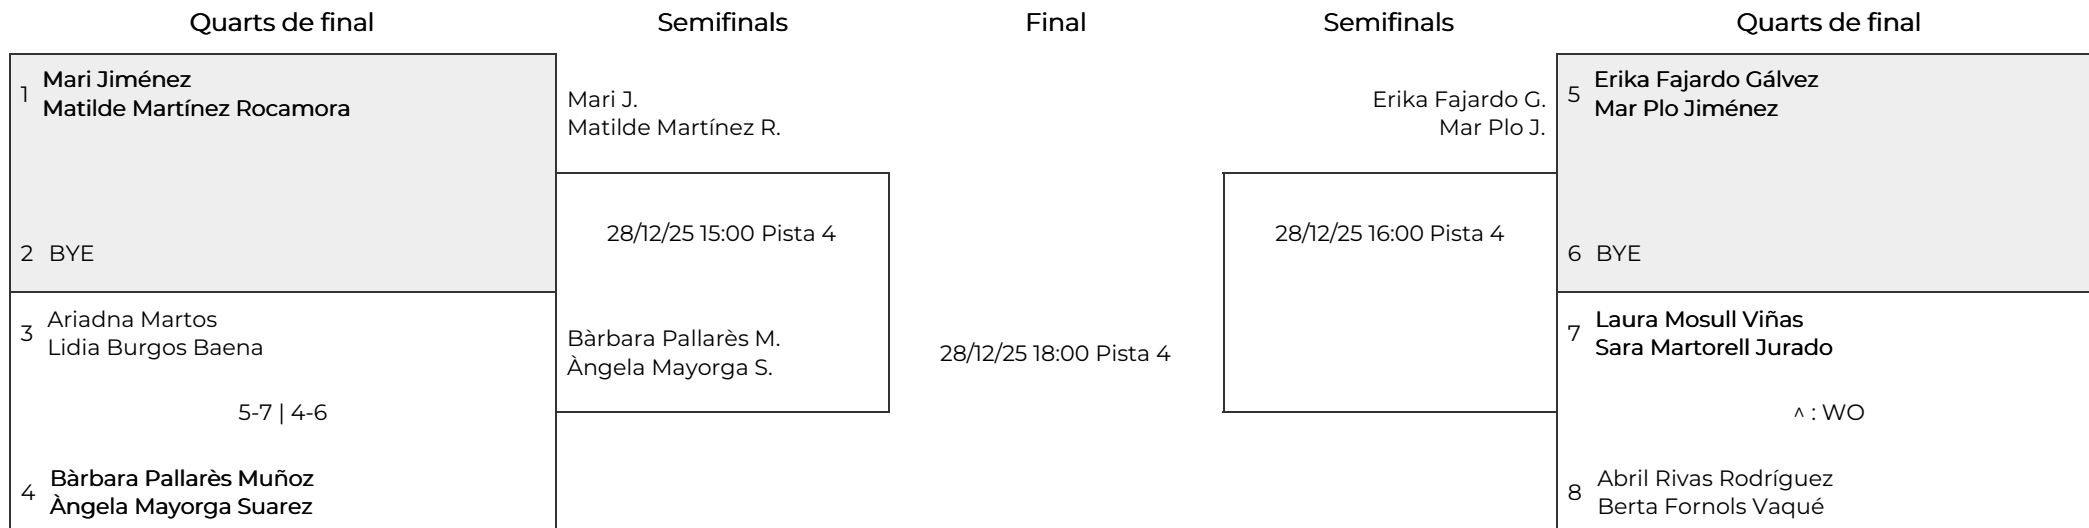 Quarts de final
Semifinals
Final
Semifinals
Quarts de final
1
Mari Jiménez
Matilde Martínez Rocamora
2 BYE
3
Ariadna Martos
Lidia Burgos Baena
5-7 | 4-6
4
Bàrbara Pallarès Muñoz
Àngela Mayorga Suarez
Mari J.
Matilde Martínez R.
28/12/25 15:00 Pista 4
Bàrbara Pallarès M.
Àngela Mayorga S.
28/12/25 18:00 Pista 4
Erika Fajardo G.
Mar Plo J.
28/12/25 16:00 Pista 4
5
Erika Fajardo Gálvez
Mar Plo Jiménez
6 BYE
7
Laura Mosull Viñas
Sara Martorell Jurado
^ : WO
8
Abril Rivas Rodríguez
Berta Fornols Vaqué